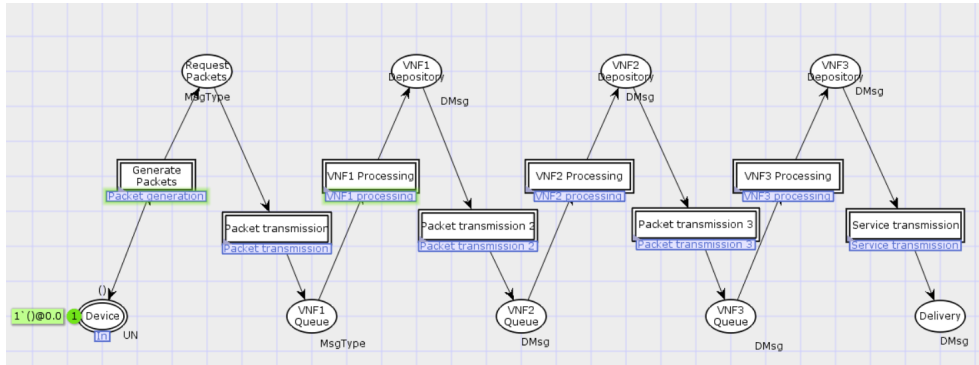 Request
Packets
MsgType
VNF1
Depository
DMsg
VNF2
Depository
DMsg
VNF3
Depository
DMsg
Generate
Packets
Packet generation
VNF1 Processing
VNF1 processing
VNF2 Processing
VNF2 processing
VNF3 Processing
VNF3 processing
Packet transmission
Packet transmission
Packet transmission 2
Packet transmission 2
Packet transmission 3
Packet transmission 3
Service transmission
Service transmission
()
1`()@0.0
1
Device
In
UN
VNF1
Queue
MsgType
VNF2
Queue
DMsg
VNF3
Queue
DMsg
Delivery
DMsg